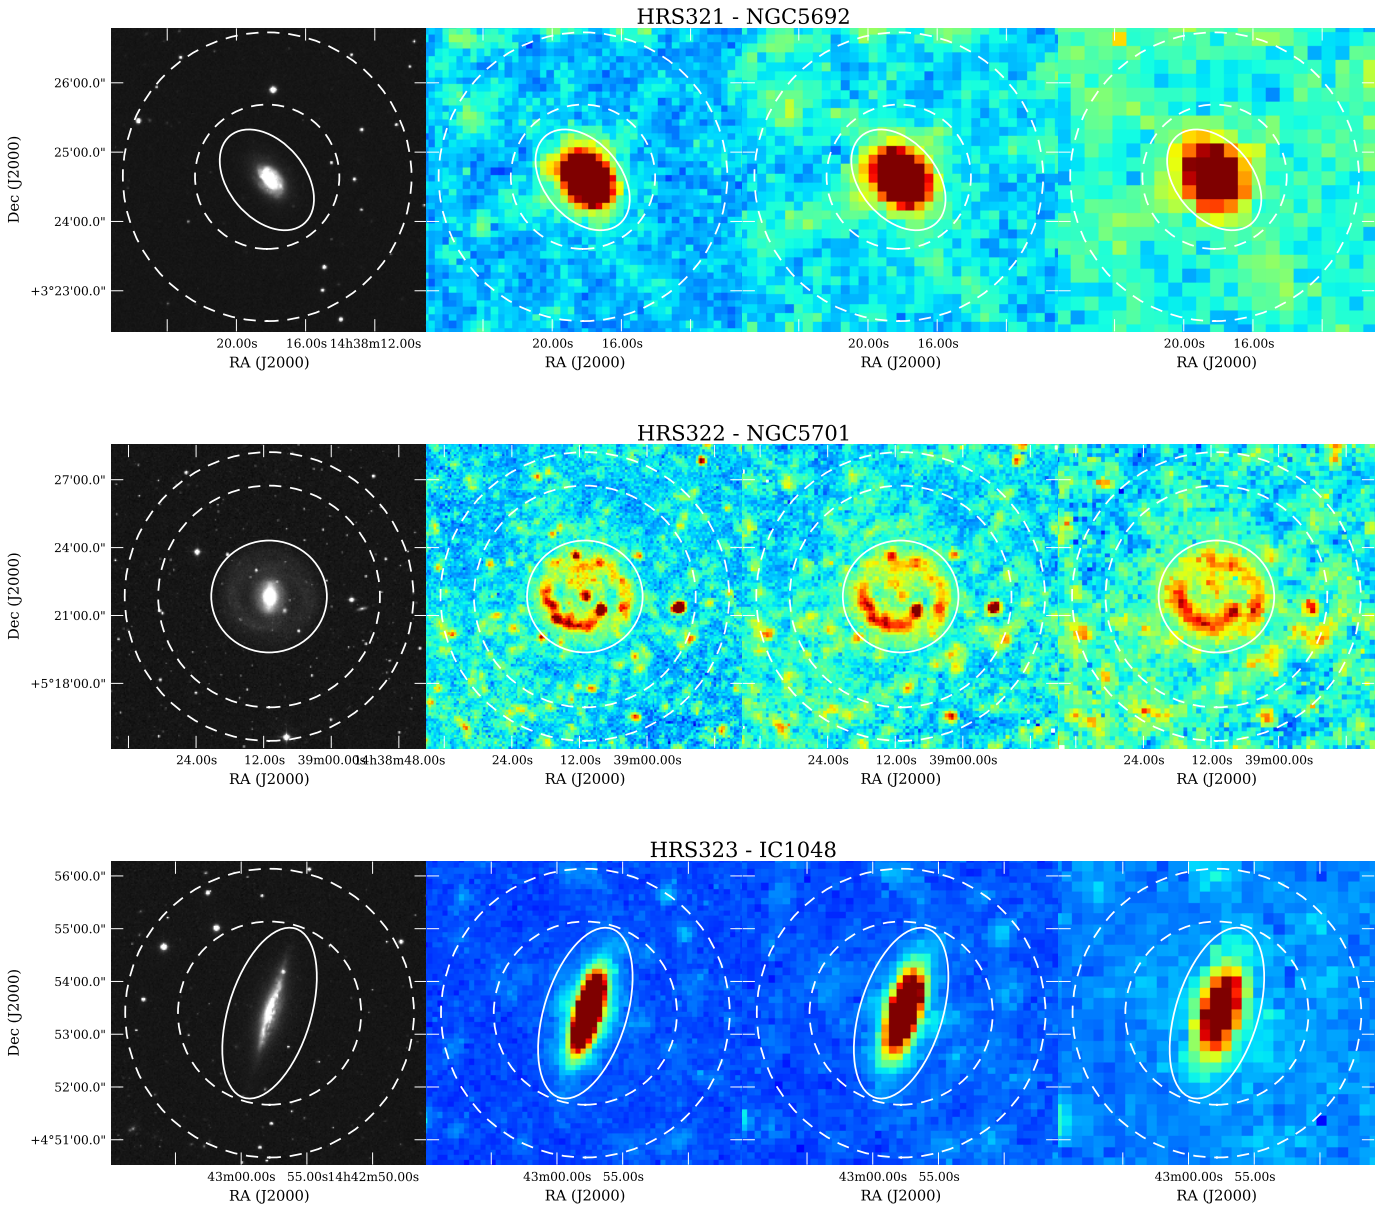 HRS321 - NGC5692
26'00.0"
25'00.0"
24'00.0"
+3°23'00.0"
Dec (J2000)
20.00s 16.00s 14h38m12.00s 20.00s 16.00s 20.00s 16.00s 20.00s 16.00s
RA (J2000) RA (J2000) RA (J2000) RA (J2000)
HRS322 - NGC5701
27'00.0"
24'00.0"
21'00.0"
+5°18'00.0"
Dec (J2000)
24.00s 12.00s 39m00.00s 14h38m48.00s 24.00s 12.00s 39m00.00s 24.00s 12.00s 39m00.00s 24.00s 12.00s 39m00.00s
RA (J2000) RA (J2000) RA (J2000) RA (J2000)
HRS323 - IC1048
56'00.0"
55'00.0"
54'00.0"
53'00.0"
52'00.0"
+4°51'00.0"
Dec (J2000)
43m00.00s 55.00s 14h42m50.00s 43m00.00s 55.00s 43m00.00s 55.00s 43m00.00s 55.00s
RA (J2000) RA (J2000) RA (J2000) RA (J2000)